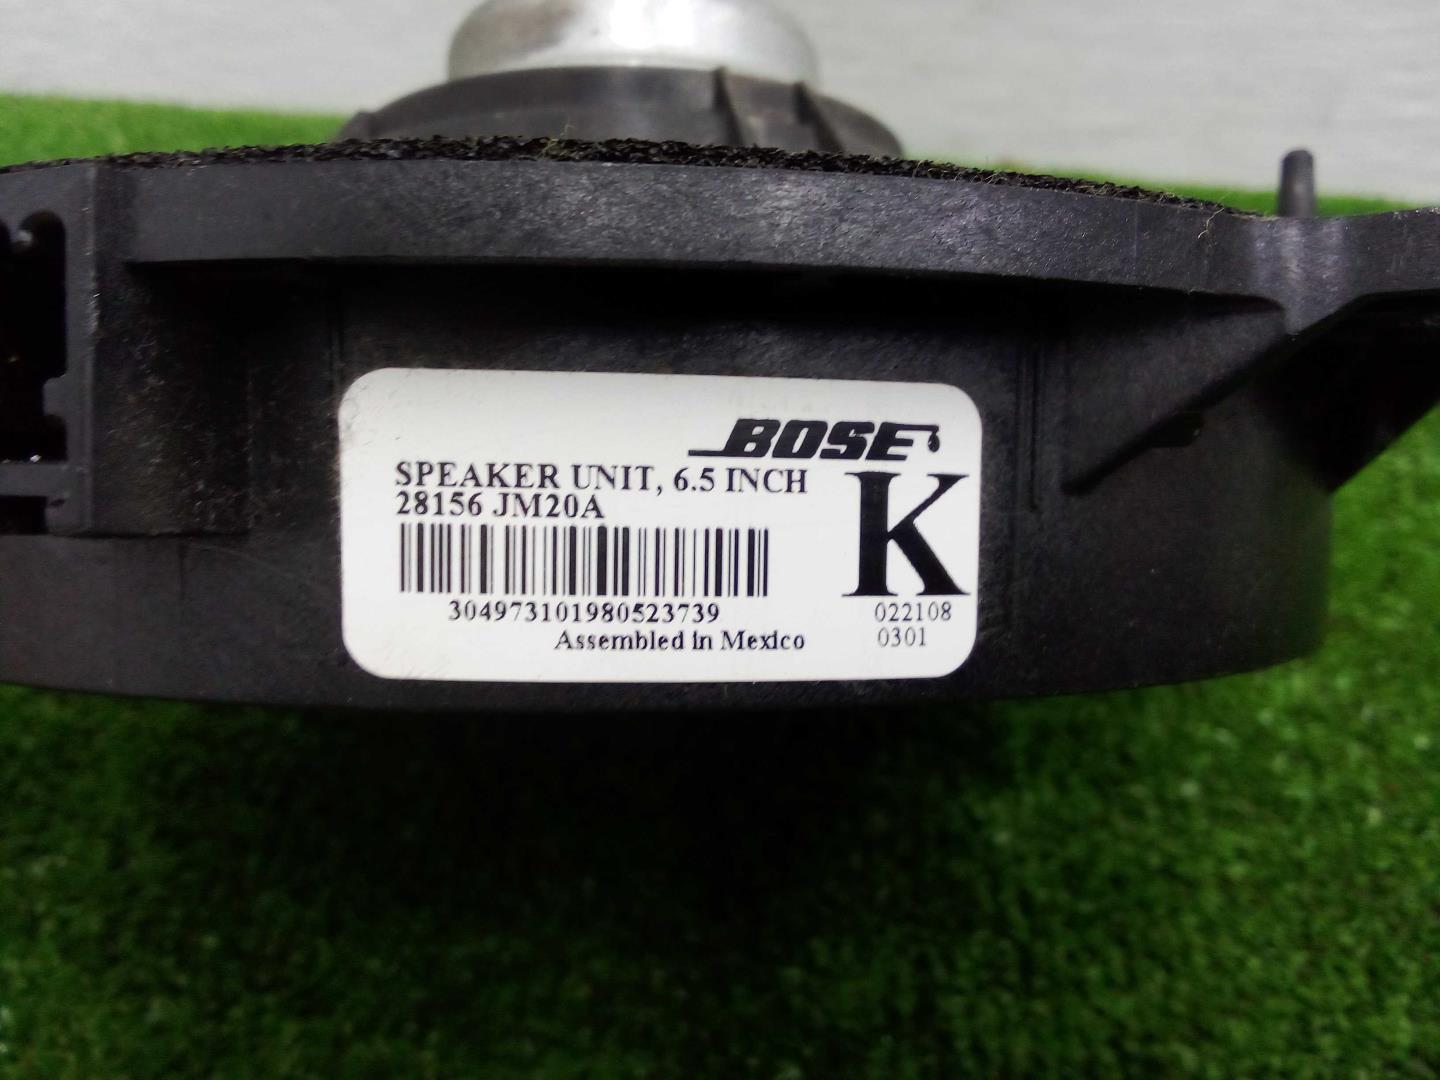 BOSE
SPEAKER UNIT, 6.5 INCH
28156 JM20A
K
304973101980523739
022108
Assembled in Mexico
0301